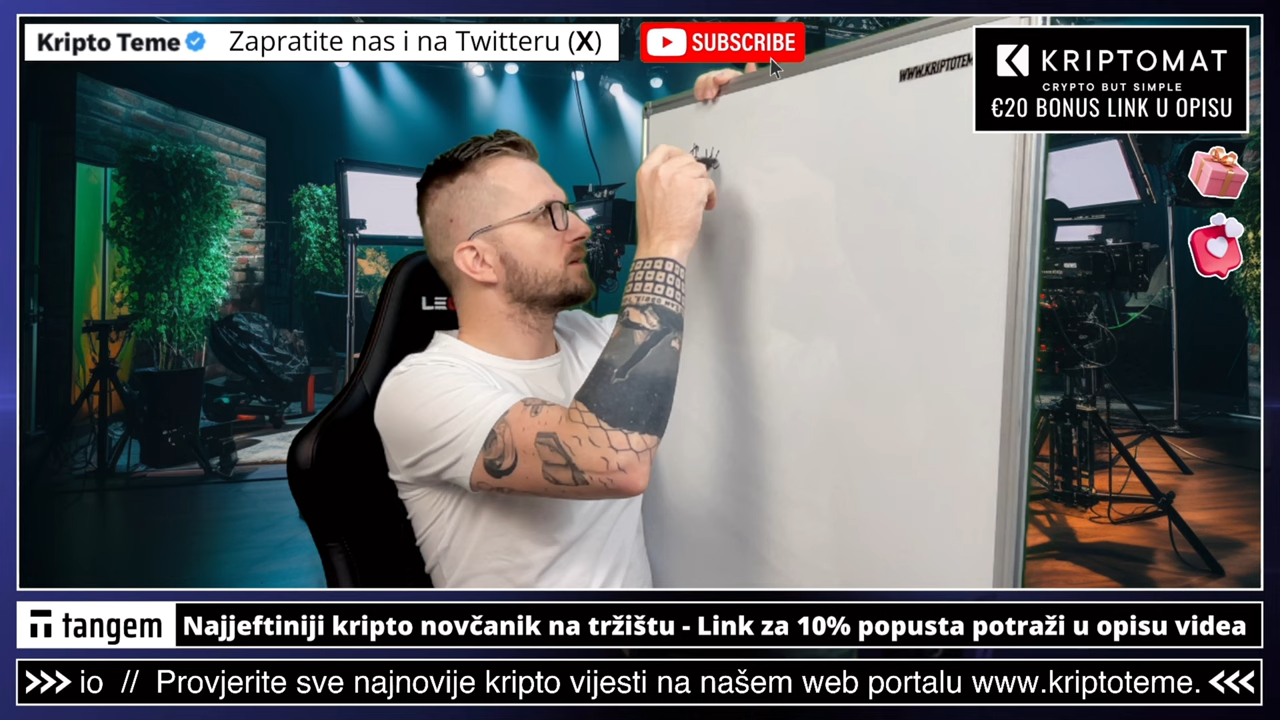 Kripto Teme
Zapratite nas i na Twitteru (X)
SUBSCRIBE
WWW.KRIPTOTEM
KRIPTOMAT
CRYPTO BUT SIMPLE
€20 BONUS LINK U OPISU
tangem
Najjeftiniji kripto novčanik na tržištu - Link za 10% popusta potraži u opisu videa
>>> io // Provjerite sve najnovije kripto vijesti na našem web portalu www.kriptoteme. <<<